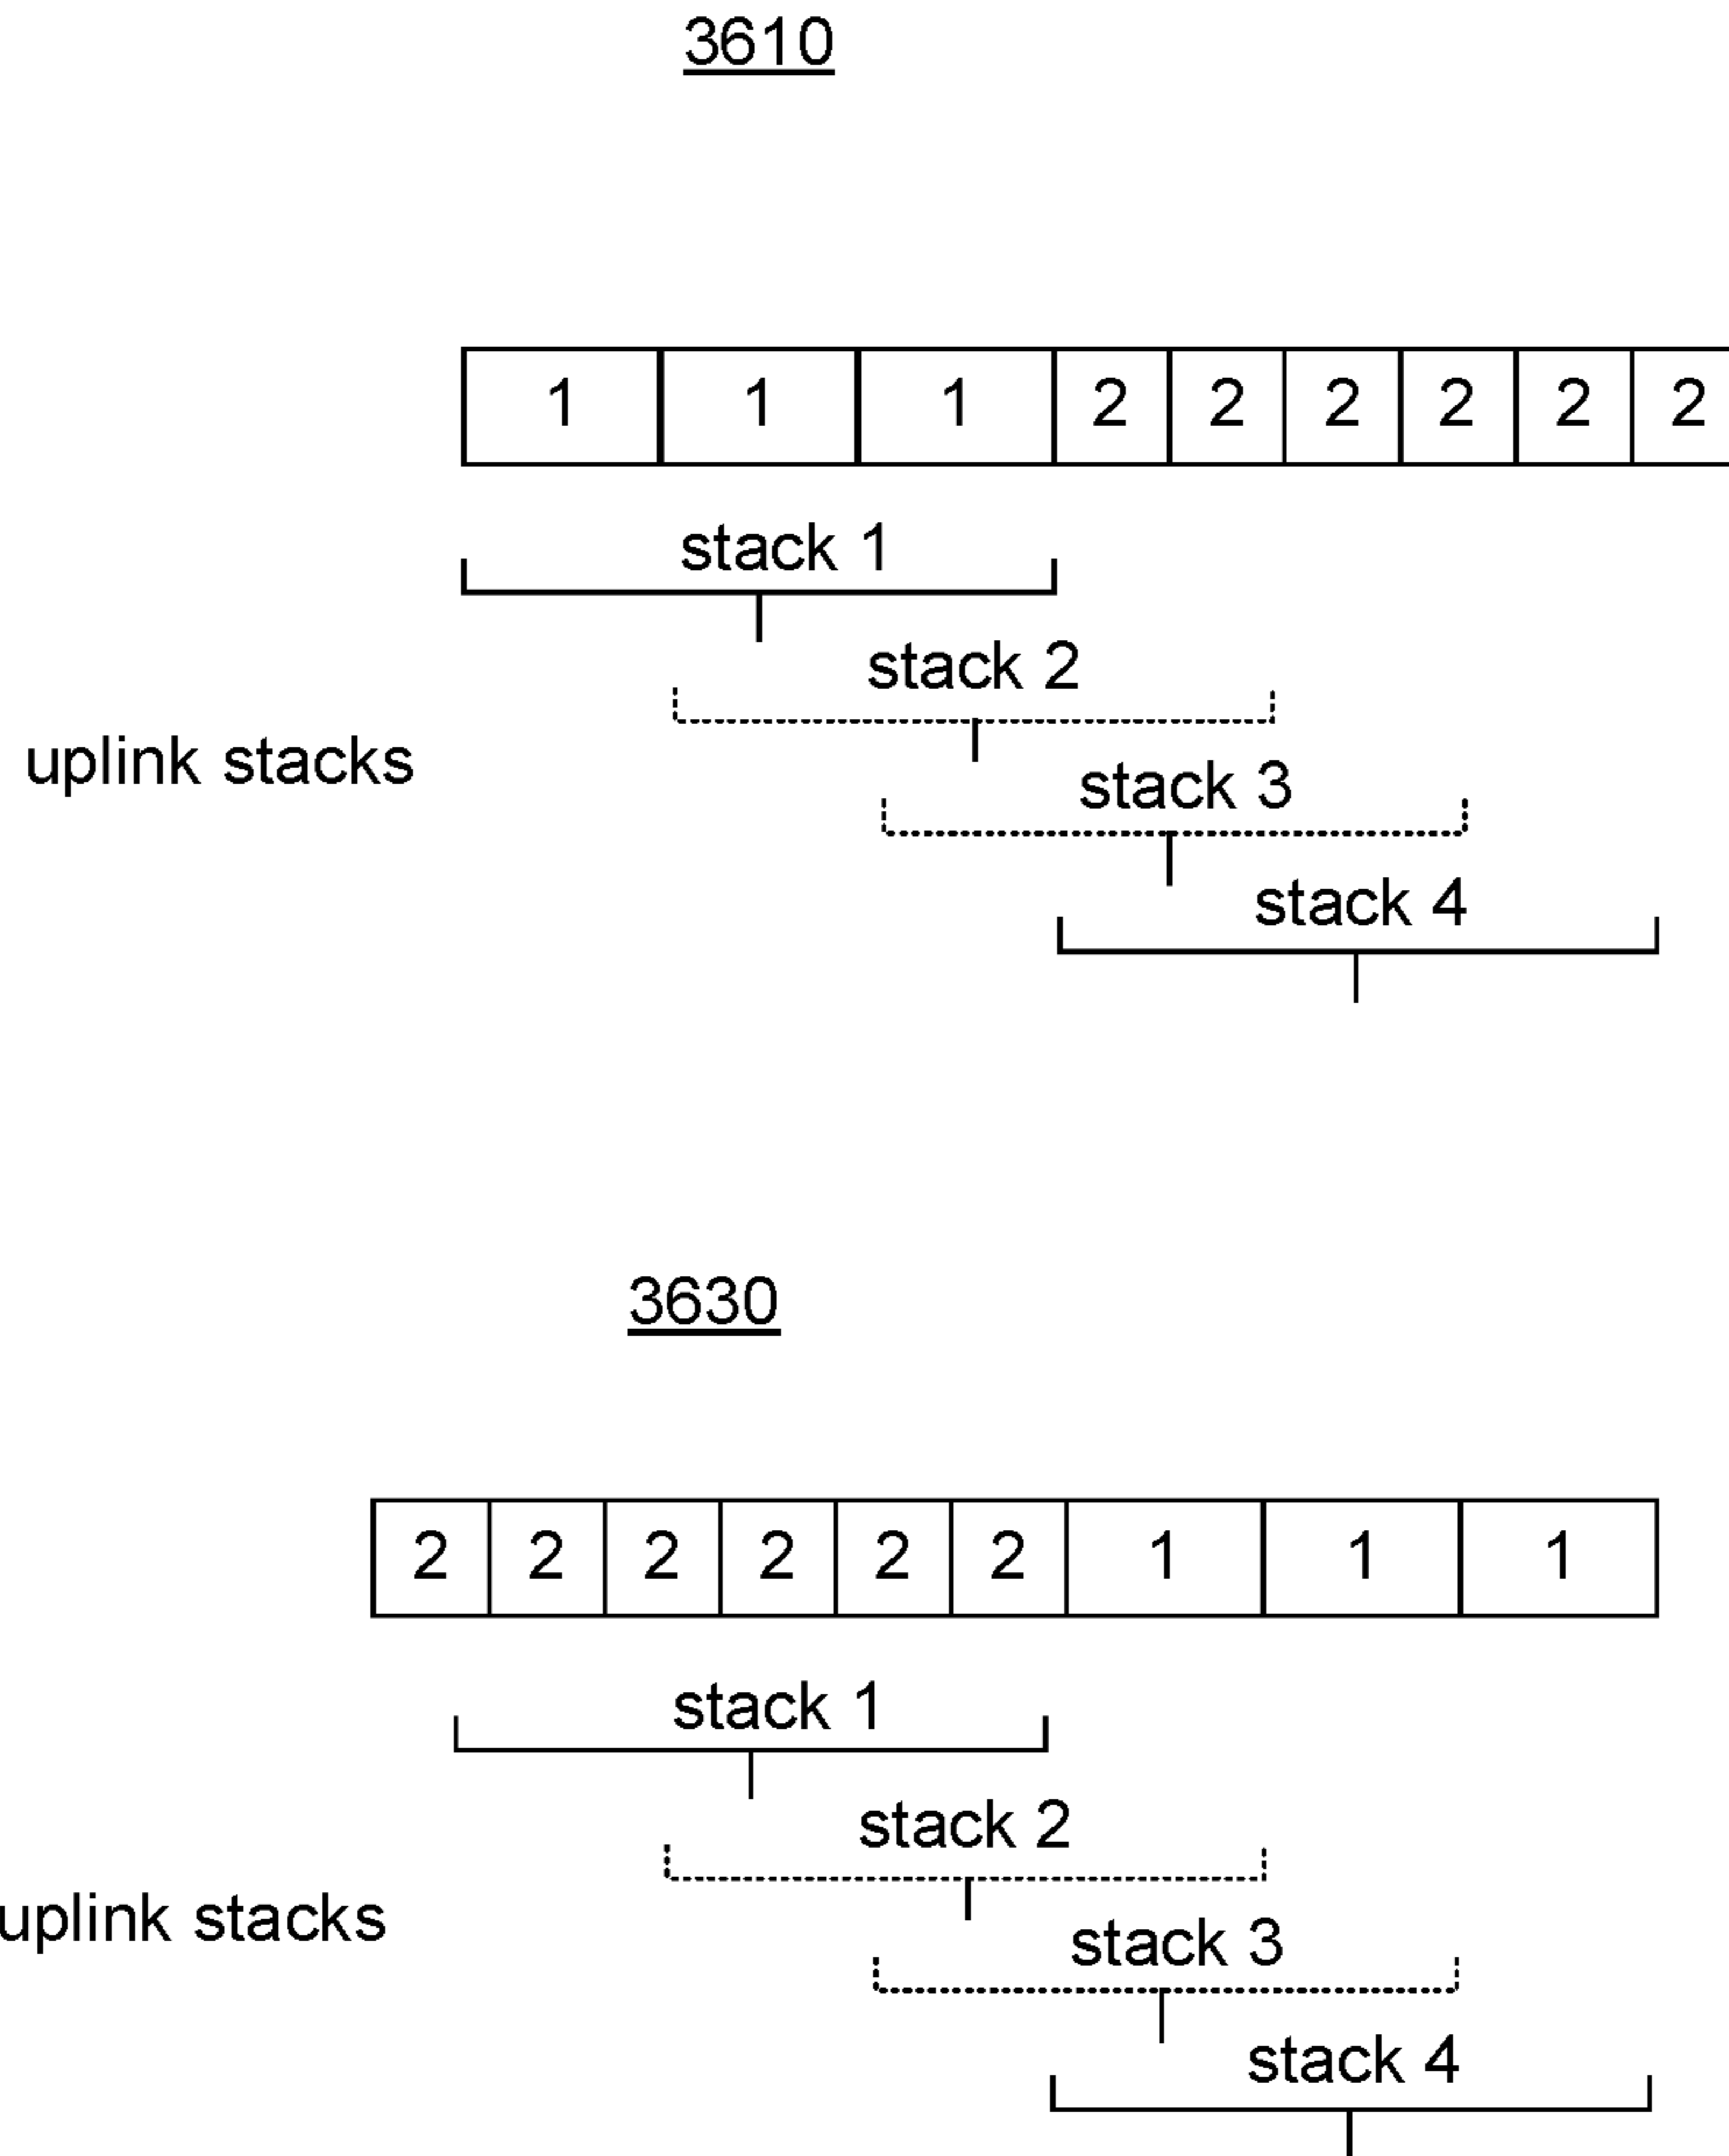 3610
1 1 1 2 2 2 2 2 2
stack 1
stack 2
uplink stacks
stack 3
stack 4
3630
2 2 2 2 2 2 1 1 1
stack 1
stack 2
uplink stacks
stack 3
stack 4